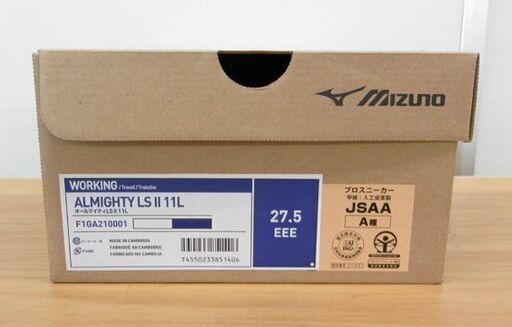 MIZUNO
WORKING /Travail/Trabalho
ALMIGHTY LS II 11L
オールマイティLS II 11L
F1GA210001
27.5
EEE
MADE IN CAMBODIA
FABRIQUÉ AU CAMBODGE
FABRICADO NO CAMBOJA
T4550233851406
プロスニーカー
甲被:人工皮革製
JSAA
A種